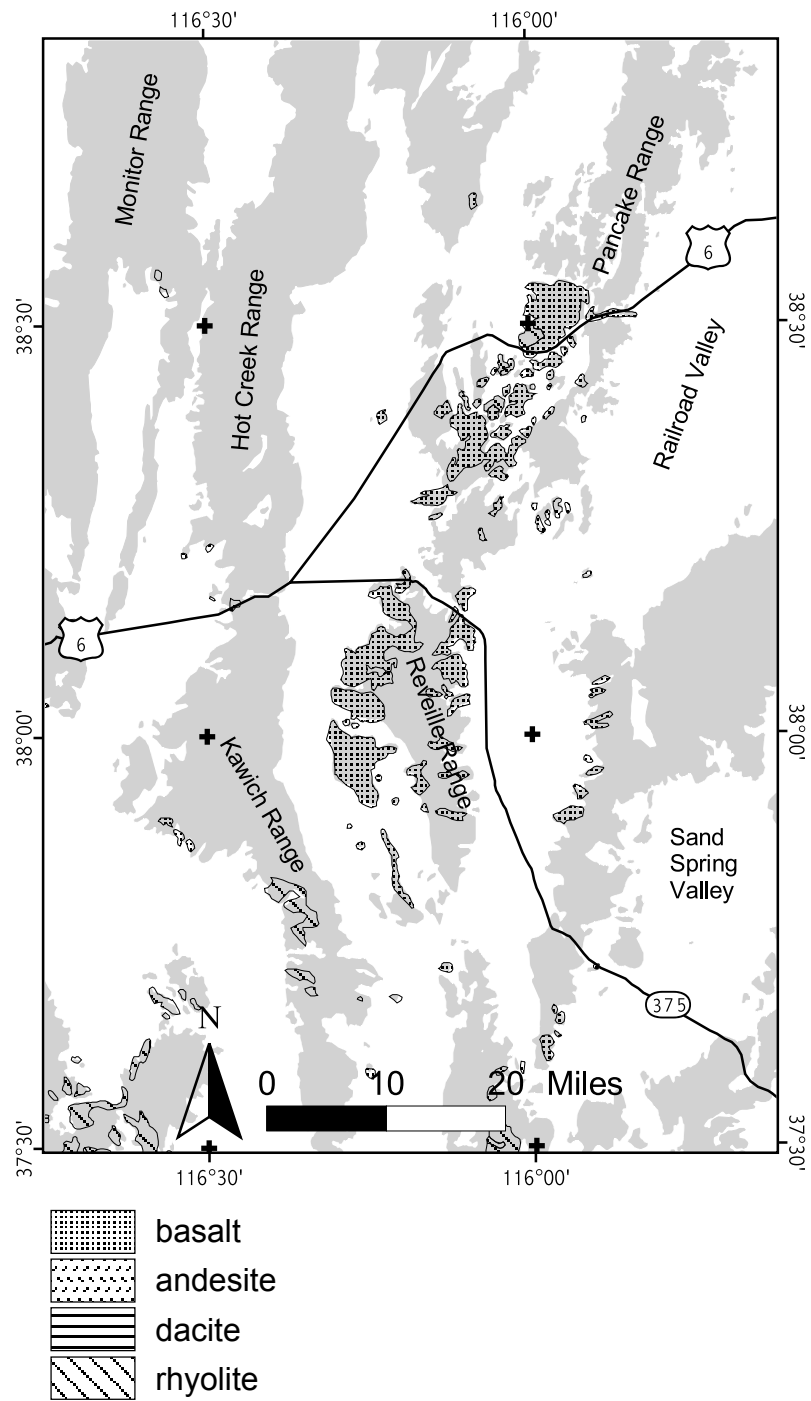 116°30'
116°00'
Monitor Range
Pancake Range
6
38°30'
38°30'
Hot Creek Range
Railroad Valley
6
Reveille Range
38°00'
38°00'
Kawich Range
Sand
Spring
Valley
375
N
0 10 20 Miles
37°30'
37°30'
116°30'
116°00'
basalt
andesite
dacite
rhyolite